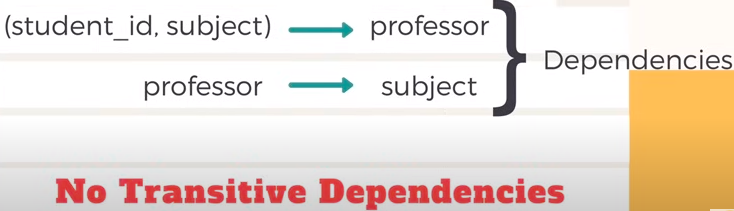 (student_id, subject) → professor
professor → subject
Dependencies
No Transitive Dependencies